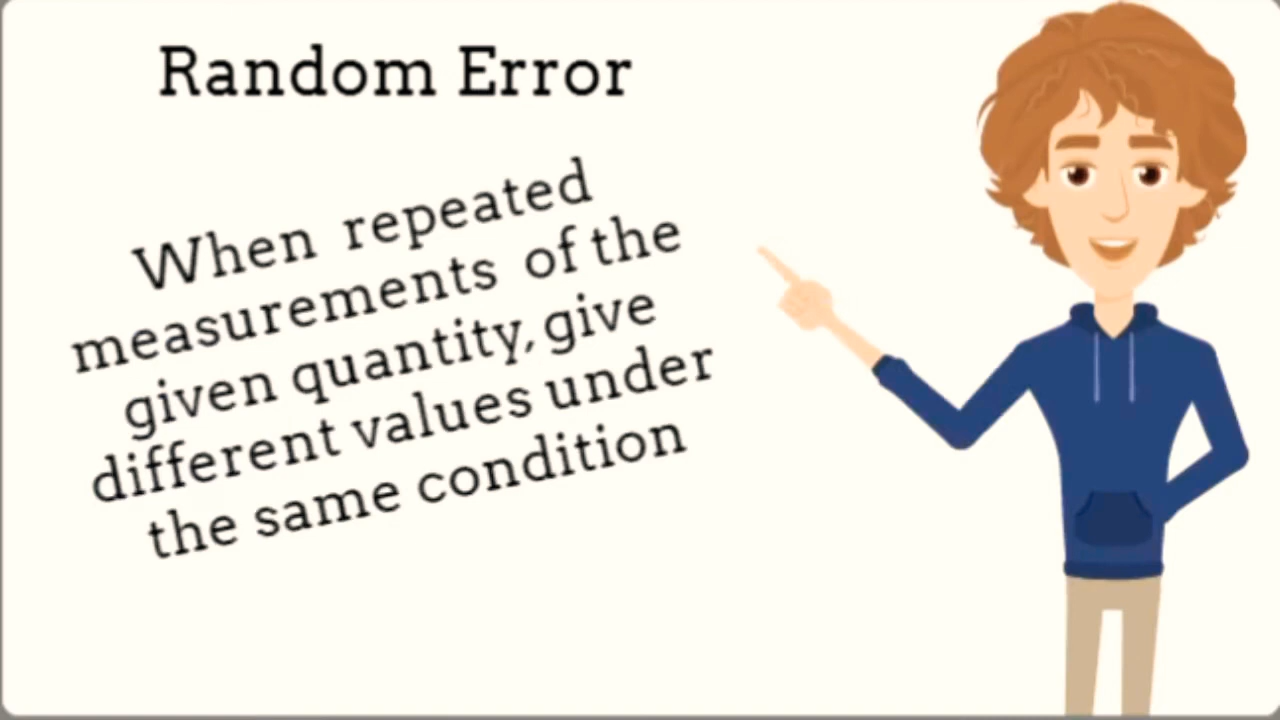 Random Error
When repeated
measurements of the
given quantity, give
different values under
the same condition